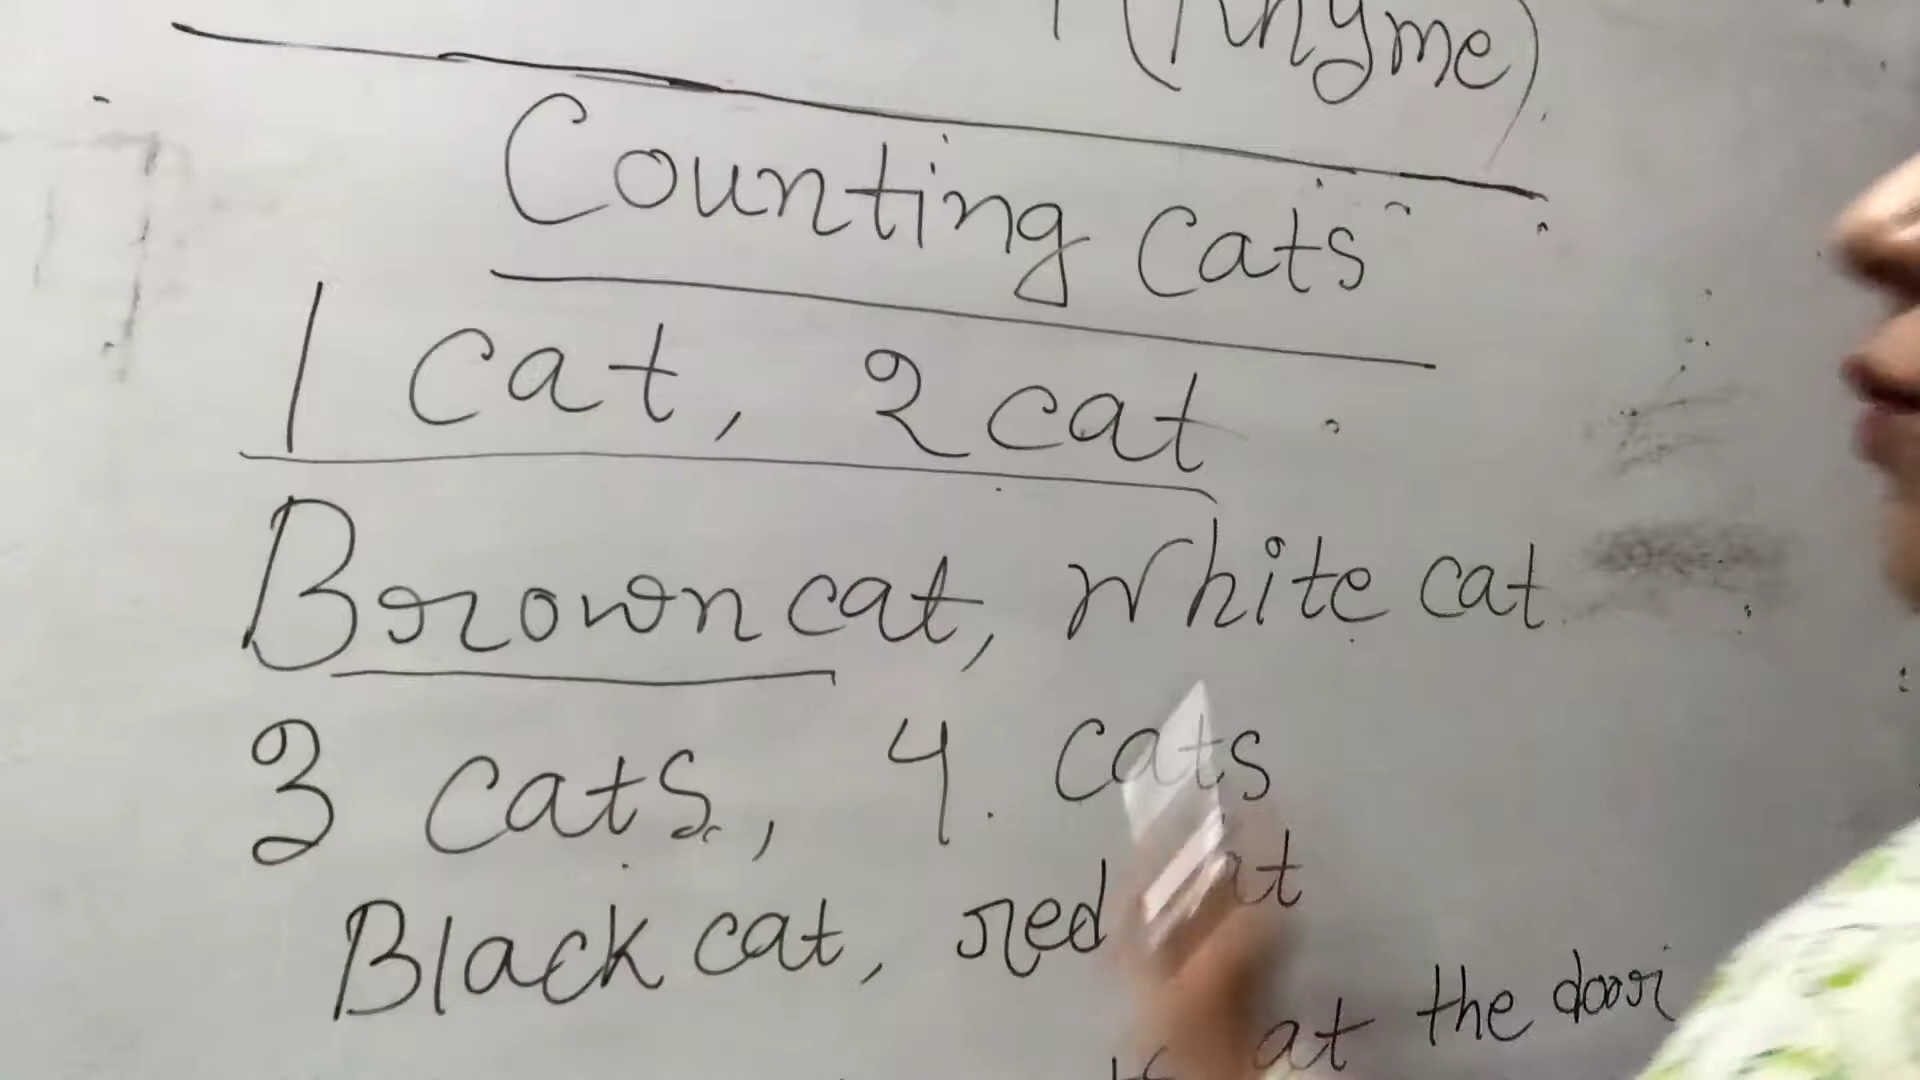 (Rhyme)
Counting cats
1 cat, 2 cat
Brown cat, white cat
3 cats, 4. cats
Black cat, red
at the door